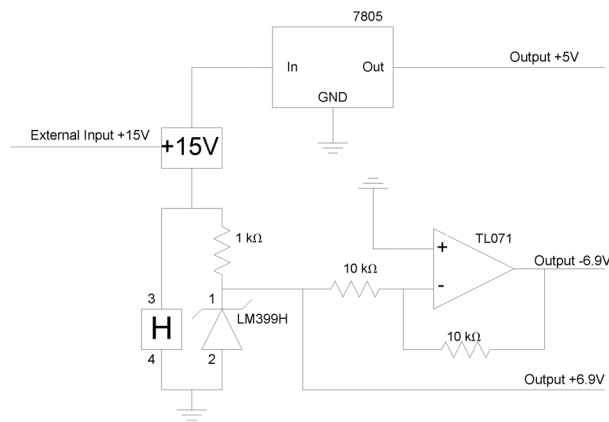 7805
In
Out
GND
Output +5V
External Input +15V
+15V
1 kΩ
TL071
+
-
10 kΩ
Output -6.9V
3
H
4
1
LM399H
2
10 kΩ
Output +6.9V